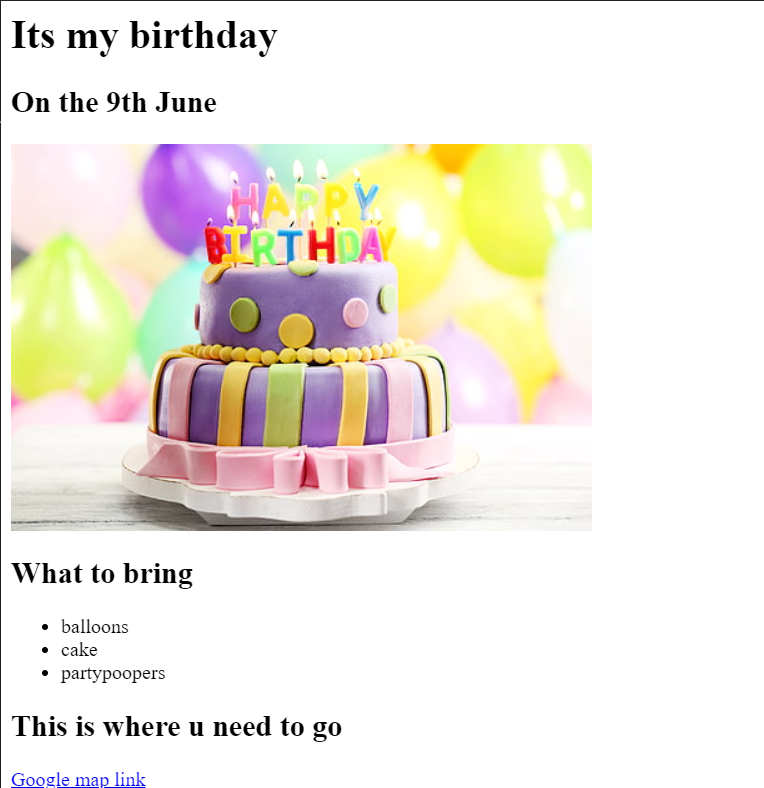 Its my birthday
On the 9th June
HAPPY
BIRTHDAY
What to bring
balloons
cake
partypoopers
This is where u need to go
Google map link